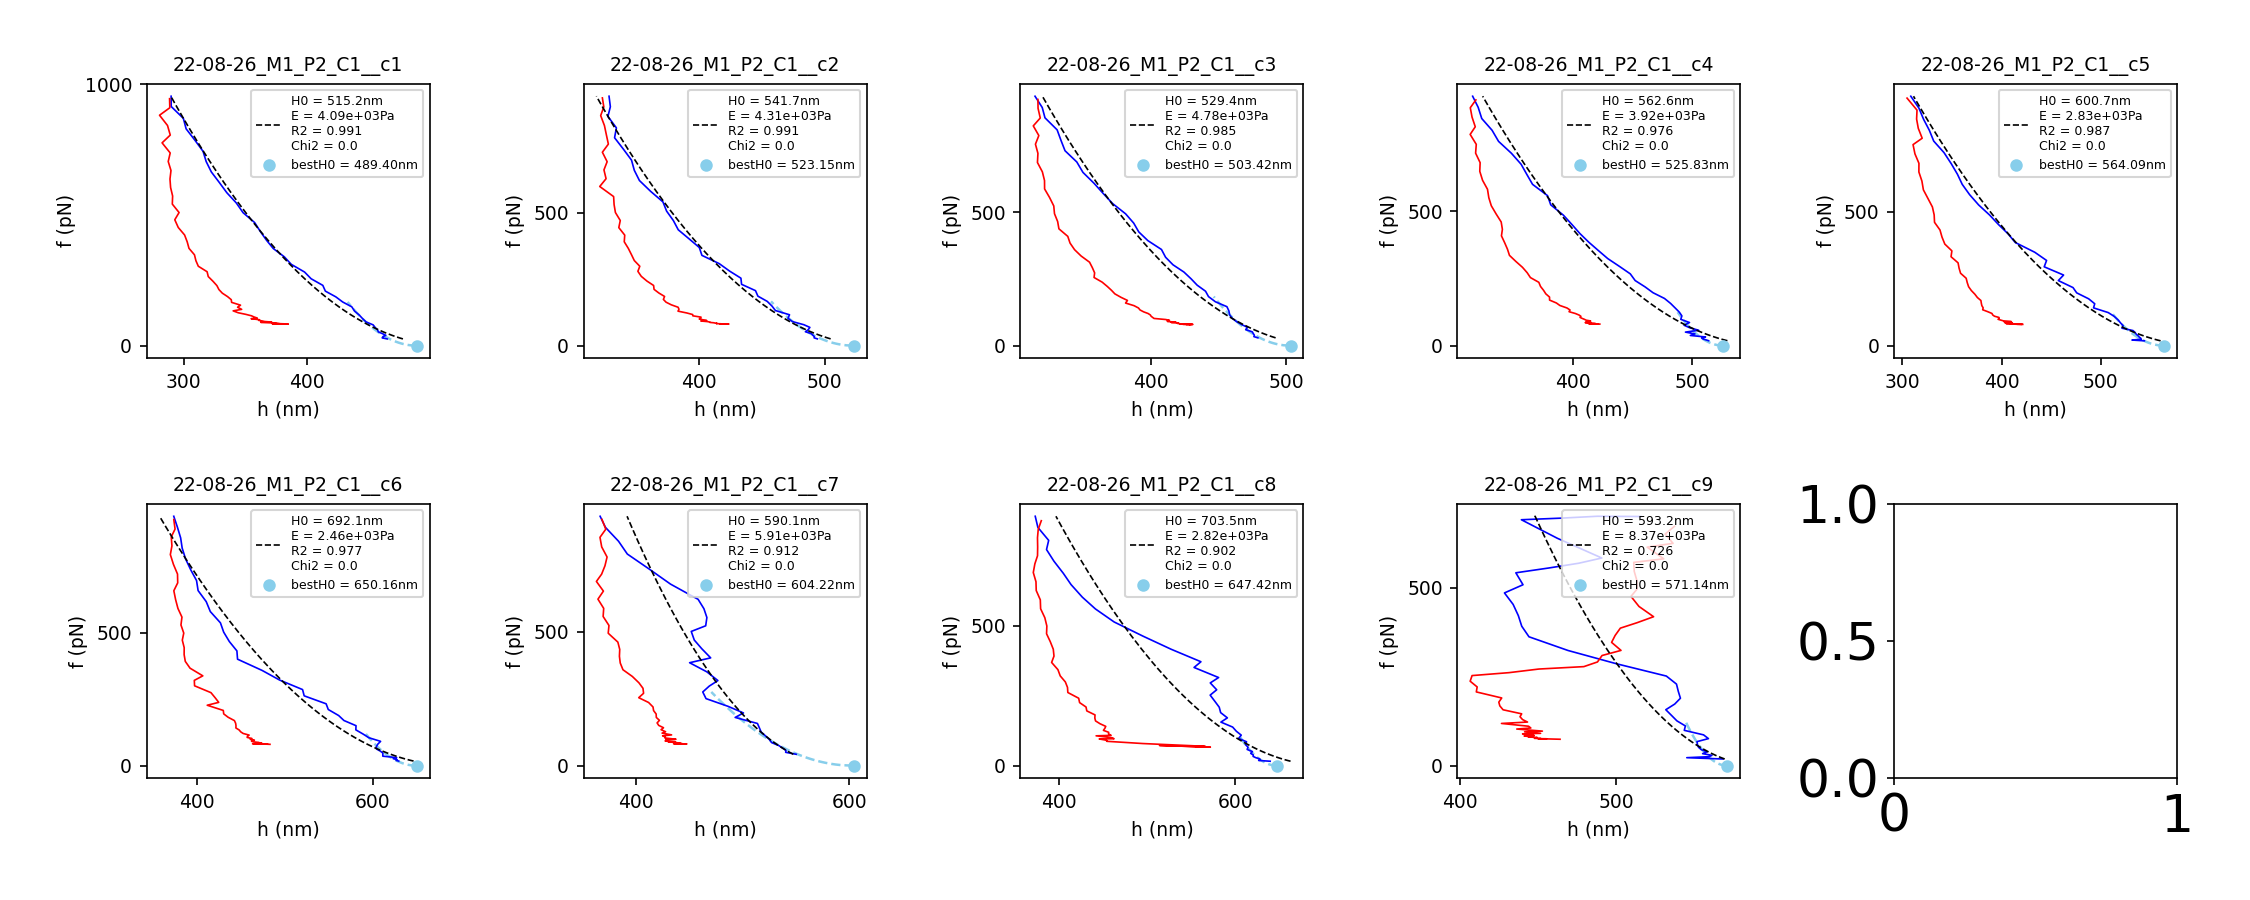 22-08-26_M1_P2_C1__c1
H0 = 515.2nm
E = 4.09e+03Pa
R2 = 0.991
Chi2 = 0.0
bestH0 = 489.40nm
1000
0
f (pN)
300
400
h (nm)
22-08-26_M1_P2_C1__c2
H0 = 541.7nm
E = 4.31e+03Pa
R2 = 0.991
Chi2 = 0.0
bestH0 = 523.15nm
500
0
f (pN)
400
500
h (nm)
22-08-26_M1_P2_C1__c3
H0 = 529.4nm
E = 4.78e+03Pa
R2 = 0.985
Chi2 = 0.0
bestH0 = 503.42nm
500
0
f (pN)
400
500
h (nm)
22-08-26_M1_P2_C1__c4
H0 = 562.6nm
E = 3.92e+03Pa
R2 = 0.976
Chi2 = 0.0
bestH0 = 525.83nm
500
0
f (pN)
400
500
h (nm)
22-08-26_M1_P2_C1__c5
H0 = 600.7nm
E = 2.83e+03Pa
R2 = 0.987
Chi2 = 0.0
bestH0 = 564.09nm
500
0
f (pN)
300
400
500
h (nm)
22-08-26_M1_P2_C1__c6
H0 = 692.1nm
E = 2.46e+03Pa
R2 = 0.977
Chi2 = 0.0
bestH0 = 650.16nm
500
0
f (pN)
400
600
h (nm)
22-08-26_M1_P2_C1__c7
H0 = 590.1nm
E = 5.91e+03Pa
R2 = 0.912
Chi2 = 0.0
bestH0 = 604.22nm
500
0
f (pN)
400
600
h (nm)
22-08-26_M1_P2_C1__c8
H0 = 703.5nm
E = 2.82e+03Pa
R2 = 0.902
Chi2 = 0.0
bestH0 = 647.42nm
500
0
f (pN)
400
600
h (nm)
22-08-26_M1_P2_C1__c9
H0 = 593.2nm
E = 8.37e+03Pa
R2 = 0.726
Chi2 = 0.0
bestH0 = 571.14nm
500
0
f (pN)
400
500
h (nm)
1.0
0.5
0.0
0
1